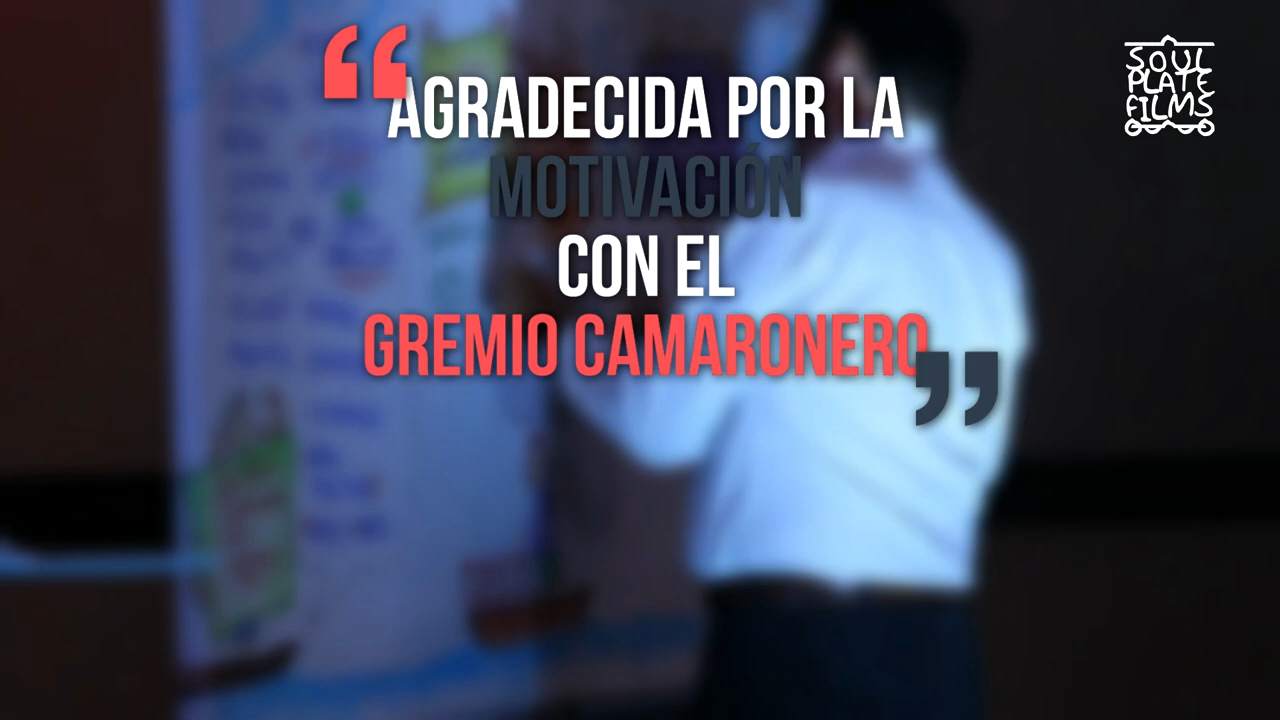 “AGRADECIDA POR LA
MOTIVACIÓN
CON EL
GREMIO CAMARONERO”
SOUL
PLATE
FILMS